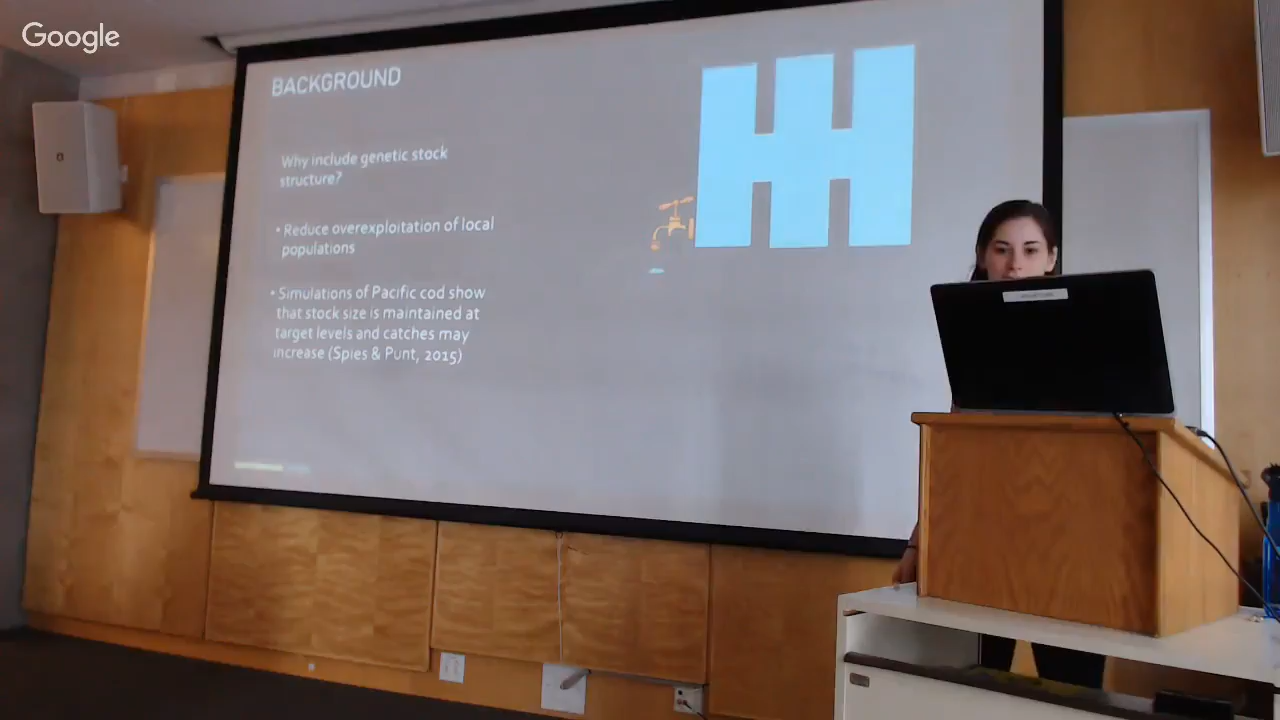 Google
BACKGROUND
Why include genetic stock
structure?
• Reduce overexploitation of local
populations
• Simulations of Pacific cod show
that stock size is maintained at
target levels and catches may
increase (Spies & Punt, 2015)